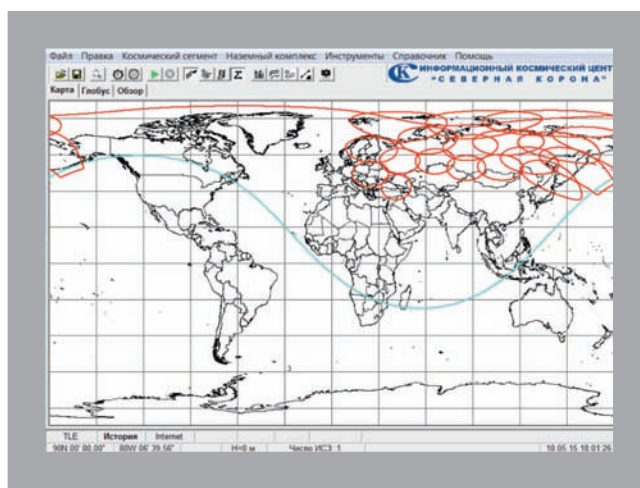 Файл Правка Космический сегмент Наземный комплекс Инструменты Справочник Помощь
ИНФОРМАЦИОННЫЙ КОСМИЧЕСКИЙ ЦЕНТ
"СЕВЕРНАЯ КОРОНА"
Карта Глобус Обзор
TLE История Internet
90N 00' 00.00" 80W 06' 39.56" H=0 м Число ИСЗ: 1 10.05.15 18:01:26